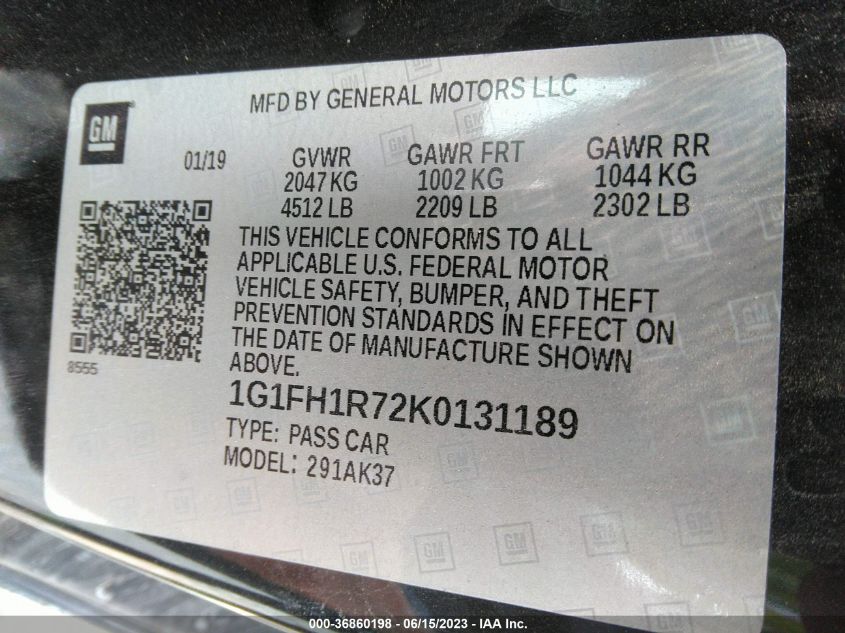 MFD BY GENERAL MOTORS LLC
GM
01/19 GVWR GAWR FRT GAWR RR
2047 KG 1002 KG 1044 KG
4512 LB 2209 LB 2302 LB
THIS VEHICLE CONFORMS TO ALL
APPLICABLE U.S. FEDERAL MOTOR
VEHICLE SAFETY, BUMPER, AND THEFT
PREVENTION STANDARDS IN EFFECT ON
THE DATE OF MANUFACTURE SHOWN
ABOVE.
8555
1G1FH1R72K0131189
TYPE: PASS CAR
MODEL: 291AK37
000-36860198 - 06/15/2023 - IAA Inc.